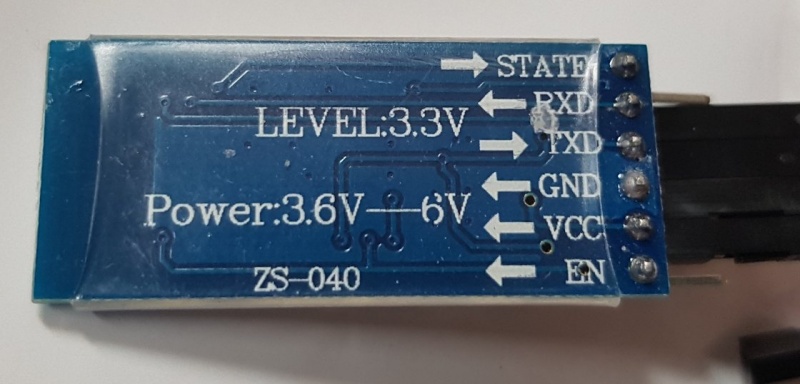 STATE
RXD
LEVEL:3.3V
TXD
GND
Power:3.6V—6V
VCC
EN
ZS-040